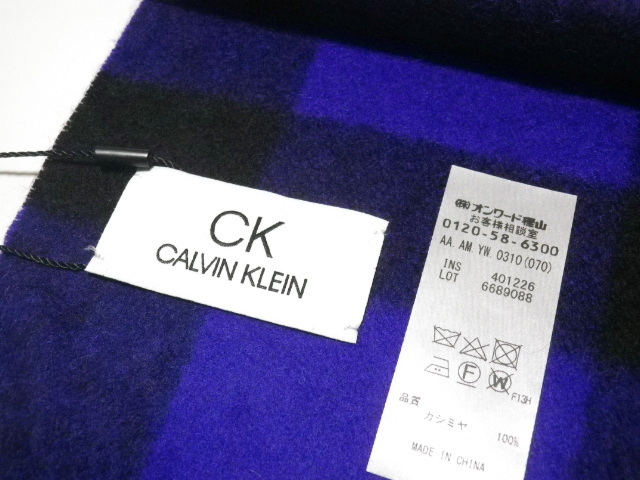 CK
CALVIN KLEIN
㈱オンワード樫山
お客様相談室
0120-58-6300
AA. AM. YW. 0310(070)
INS 401226
LOT 6689088
F
W
F13H
品質
カシミヤ 100%
MADE IN CHINA